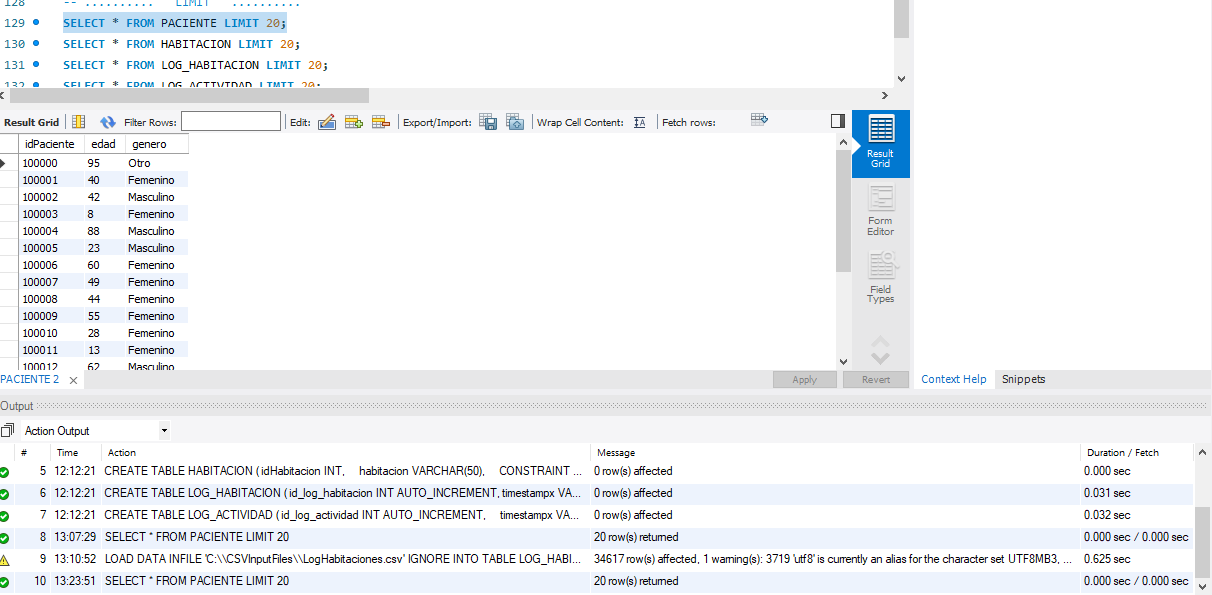 128 -- .......... LIMIT ..........
129 SELECT * FROM PACIENTE LIMIT 20;
130 SELECT * FROM HABITACION LIMIT 20;
131 SELECT * FROM LOG_HABITACION LIMIT 20;
132 SELECT * FROM LOG_ACTIVIDAD LIMIT 20;
Result Grid Filter Rows: Edit: Export/Import: Wrap Cell Content: Fetch rows:
idPaciente edad genero
100000 95 Otro
100001 40 Femenino
100002 42 Masculino
100003 8 Femenino
100004 88 Masculino
100005 23 Masculino
100006 60 Femenino
100007 49 Femenino
100008 44 Femenino
100009 55 Femenino
100010 28 Femenino
100011 13 Femenino
100012 62 Masculino
Result
Grid
Form
Editor
Field
Types
PACIENTE 2 Apply Revert Context Help Snippets
Output
Action Output
# Time Action Message Duration / Fetch
5 12:12:21 CREATE TABLE HABITACION ( idHabitacion INT, habitacion VARCHAR(50), CONSTRAINT ... 0 row(s) affected 0.000 sec
6 12:12:21 CREATE TABLE LOG_HABITACION ( id_log_habitacion INT AUTO_INCREMENT, timestampx VA... 0 row(s) affected 0.031 sec
7 12:12:21 CREATE TABLE LOG_ACTIVIDAD ( id_log_actividad INT AUTO_INCREMENT, timestampx VA... 0 row(s) affected 0.032 sec
8 13:07:29 SELECT * FROM PACIENTE LIMIT 20 20 row(s) returned 0.000 sec / 0.000 sec
9 13:10:52 LOAD DATA INFILE 'C:\\CSVInputFiles\\LogHabitaciones.csv' IGNORE INTO TABLE LOG_HABI... 34617 row(s) affected, 1 warning(s): 3719 'utf8' is currently an alias for the character set UTF8MB3, ... 0.625 sec
10 13:23:51 SELECT * FROM PACIENTE LIMIT 20 20 row(s) returned 0.000 sec / 0.000 sec